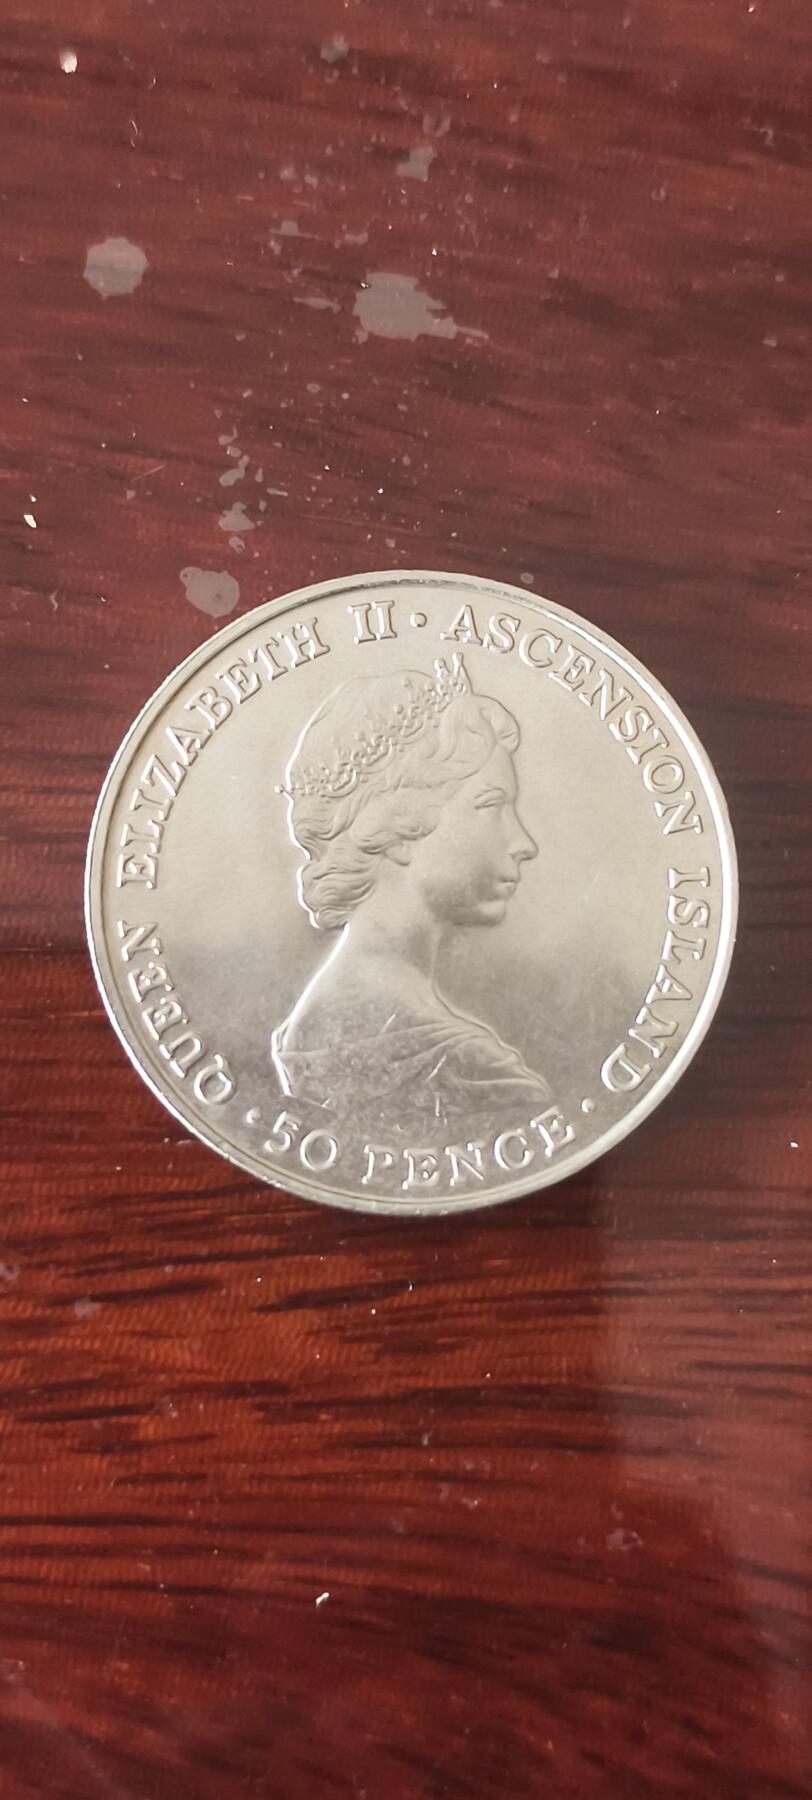 QUEEN ELIZABETH II · ASCENSION ISLAND
· 50 PENCE ·